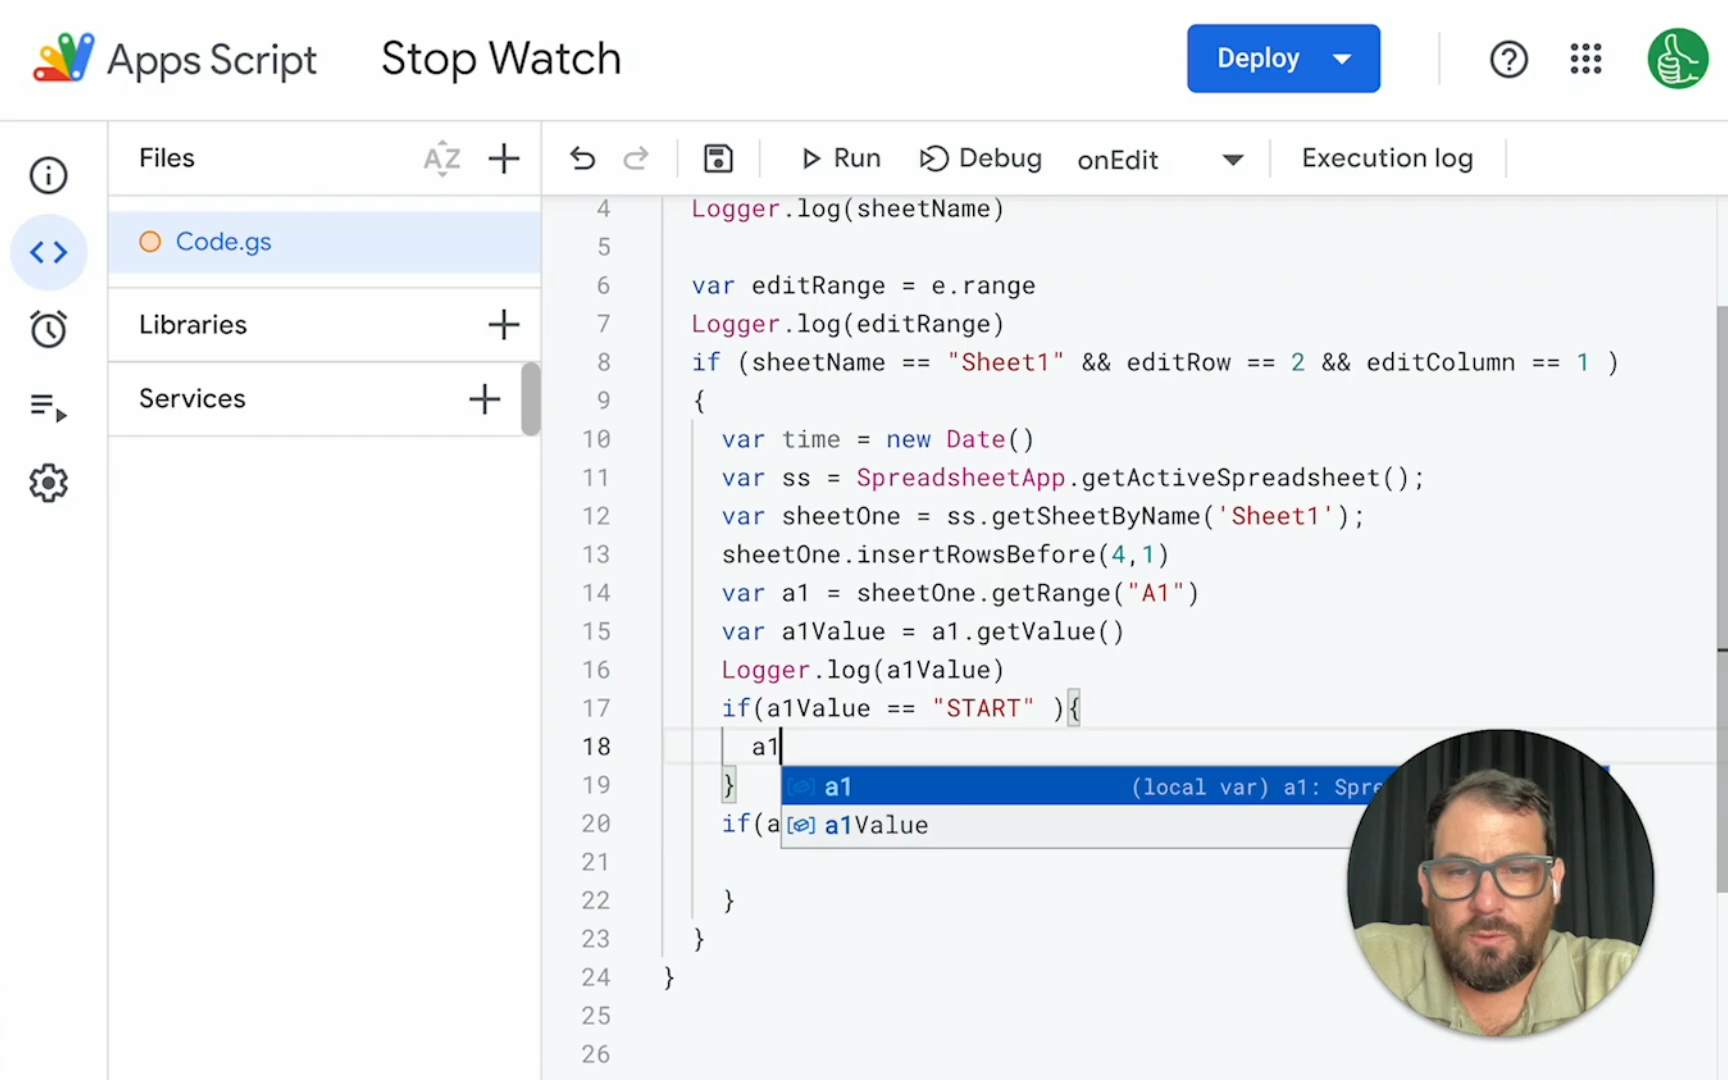 Apps Script
Stop Watch
Deploy
Files
AZ
Run
Debug
onEdit
Execution log
Code.gs
Libraries
Services
4 Logger.log(sheetName)
5
6 var editRange = e.range
7 Logger.log(editRange)
8 if (sheetName == "Sheet1" && editRow == 2 && editColumn == 1 )
9 {
10 var time = new Date()
11 var ss = SpreadsheetApp.getActiveSpreadsheet();
12 var sheetOne = ss.getSheetByName('Sheet1');
13 sheetOne.insertRowsBefore(4,1)
14 var a1 = sheetOne.getRange("A1")
15 var a1Value = a1.getValue()
16 Logger.log(a1Value)
17 if(a1Value == "START" ){
18 a1
19 }
a1 (local var) a1: Spre
20 if(a
a1Value
21
22 }
23 }
24 }
25
26